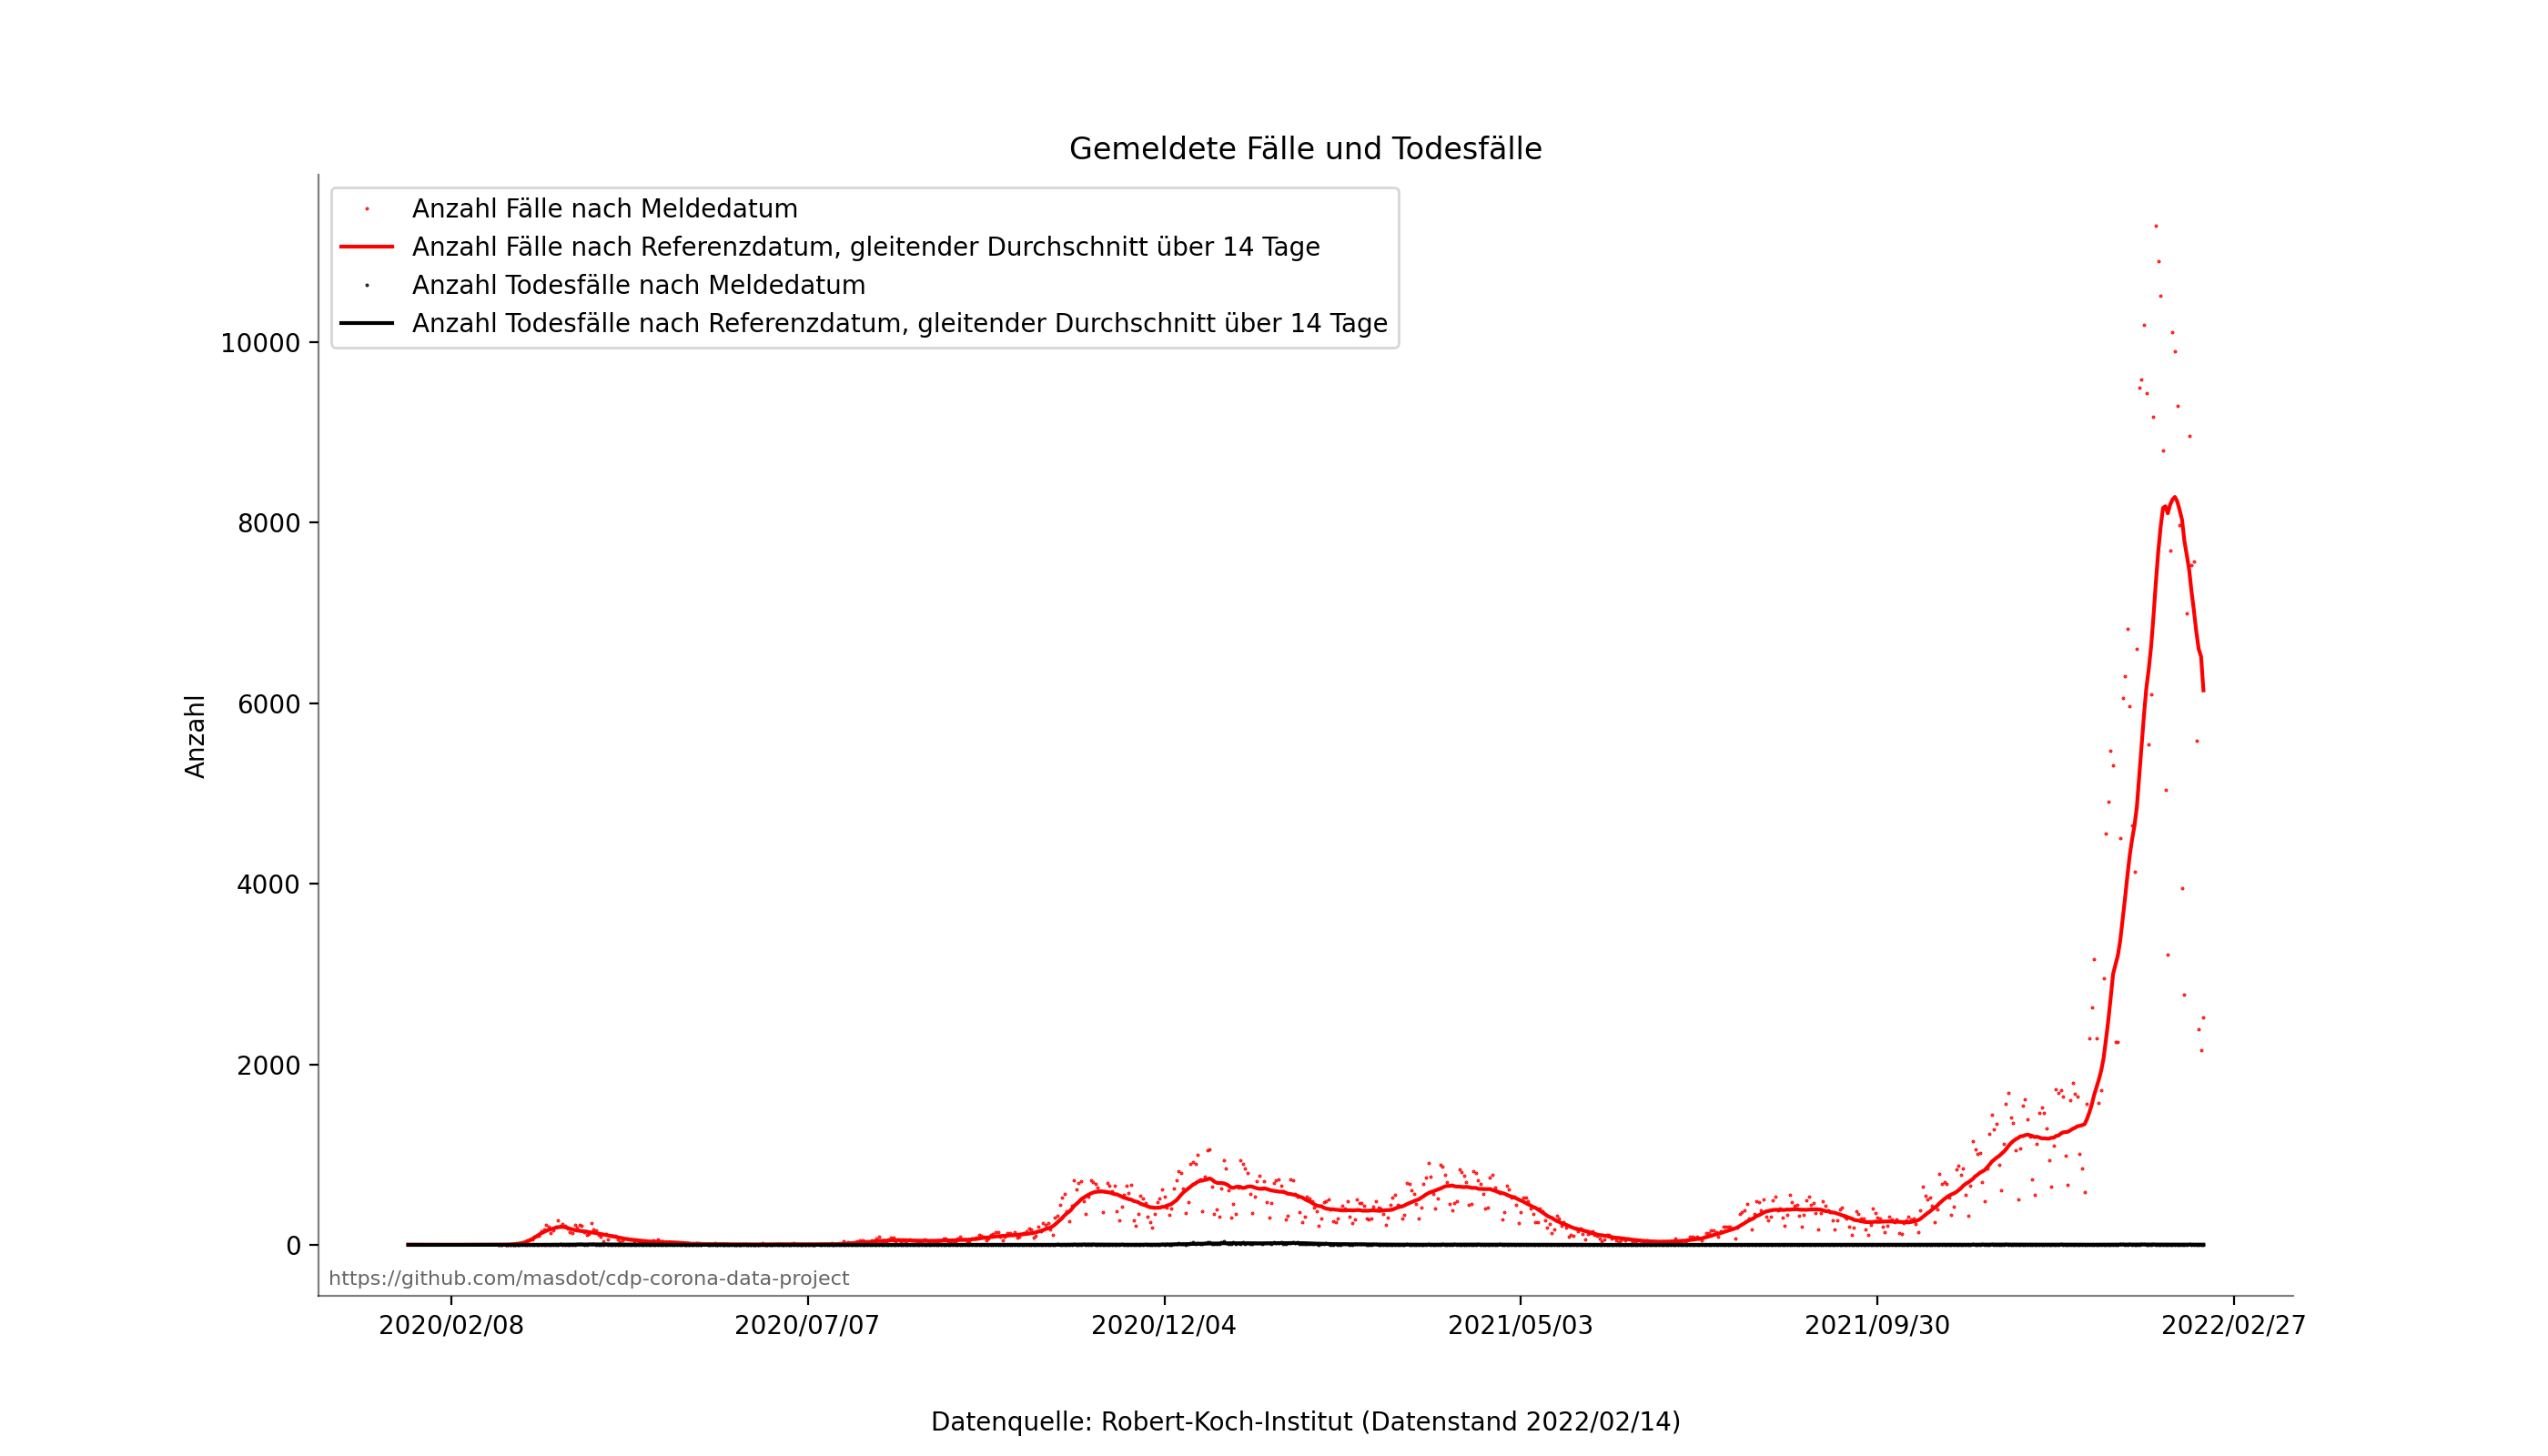 Gemeldete Fälle und Todesfälle
Anzahl Fälle nach Meldedatum
Anzahl Fälle nach Referenzdatum, gleitender Durchschnitt über 14 Tage
Anzahl Todesfälle nach Meldedatum
Anzahl Todesfälle nach Referenzdatum, gleitender Durchschnitt über 14 Tage
10000
8000
6000
4000
2000
0
Anzahl
https://github.com/masdot/cdp-corona-data-project
2020/02/08 2020/07/07 2020/12/04 2021/05/03 2021/09/30 2022/02/27
Datenquelle: Robert-Koch-Institut (Datenstand 2022/02/14)